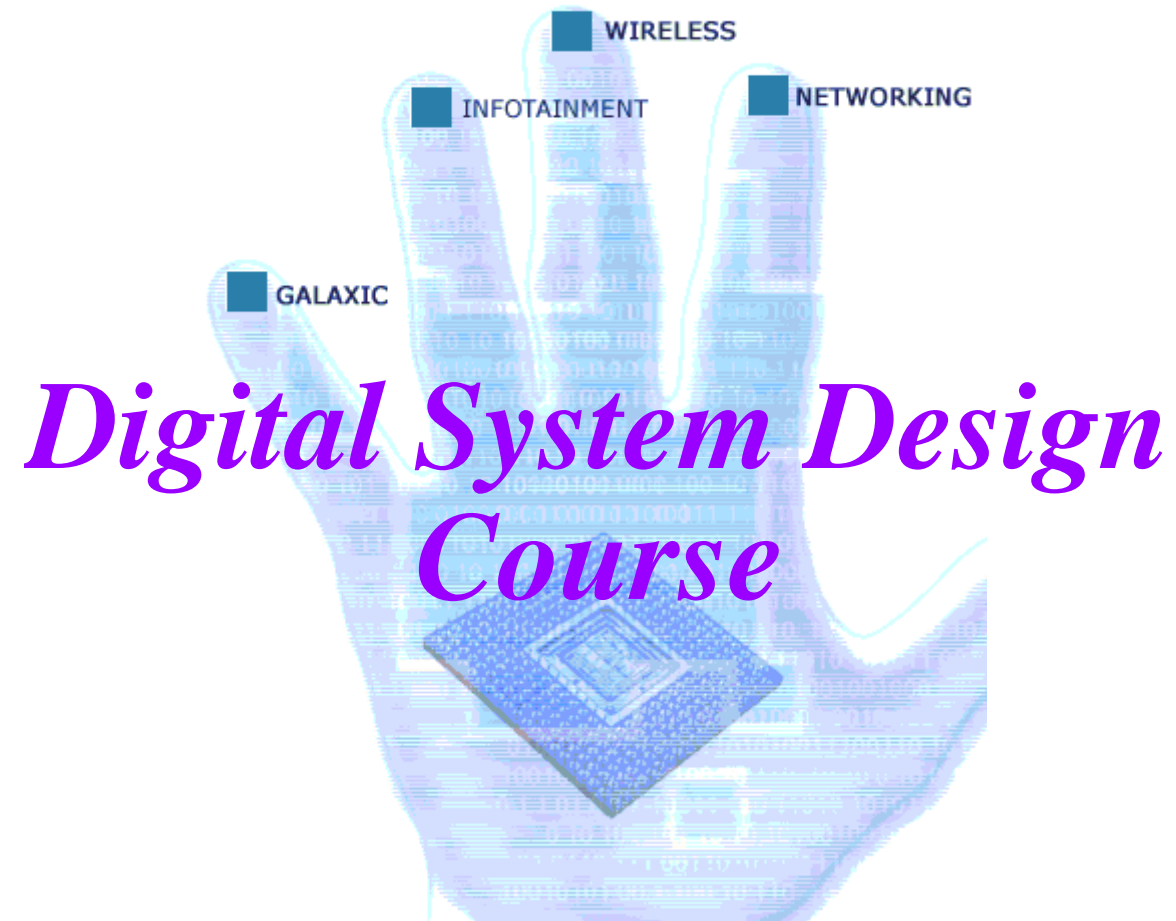 WIRELESS
INFOTAINMENT
NETWORKING
GALAXIC
Digital System Design
Course